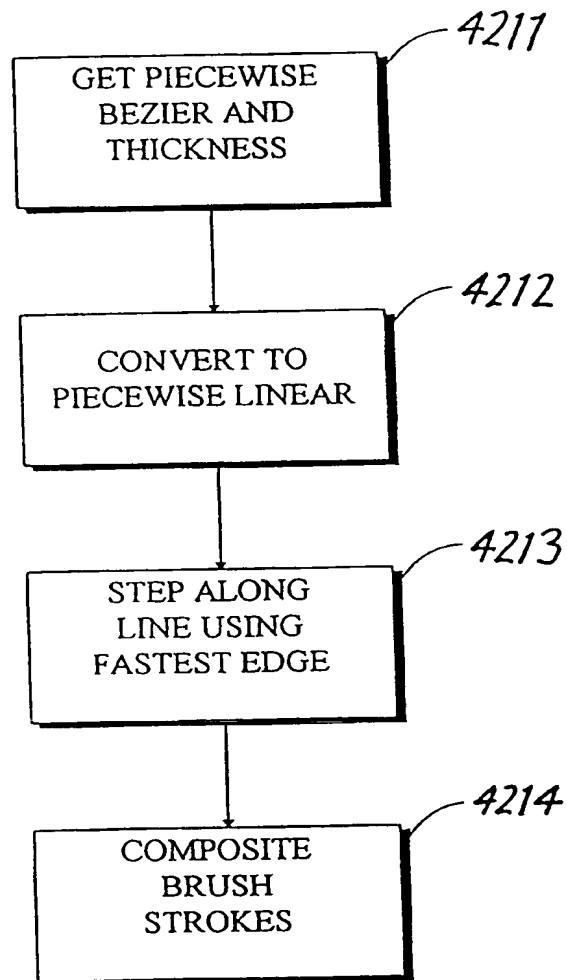 4211
GET PIECEWISE
BEZIER AND
THICKNESS
4212
CONVERT TO
PIECEWISE LINEAR
4213
STEP ALONG
LINE USING
FASTEST EDGE
4214
COMPOSITE
BRUSH
STROKES